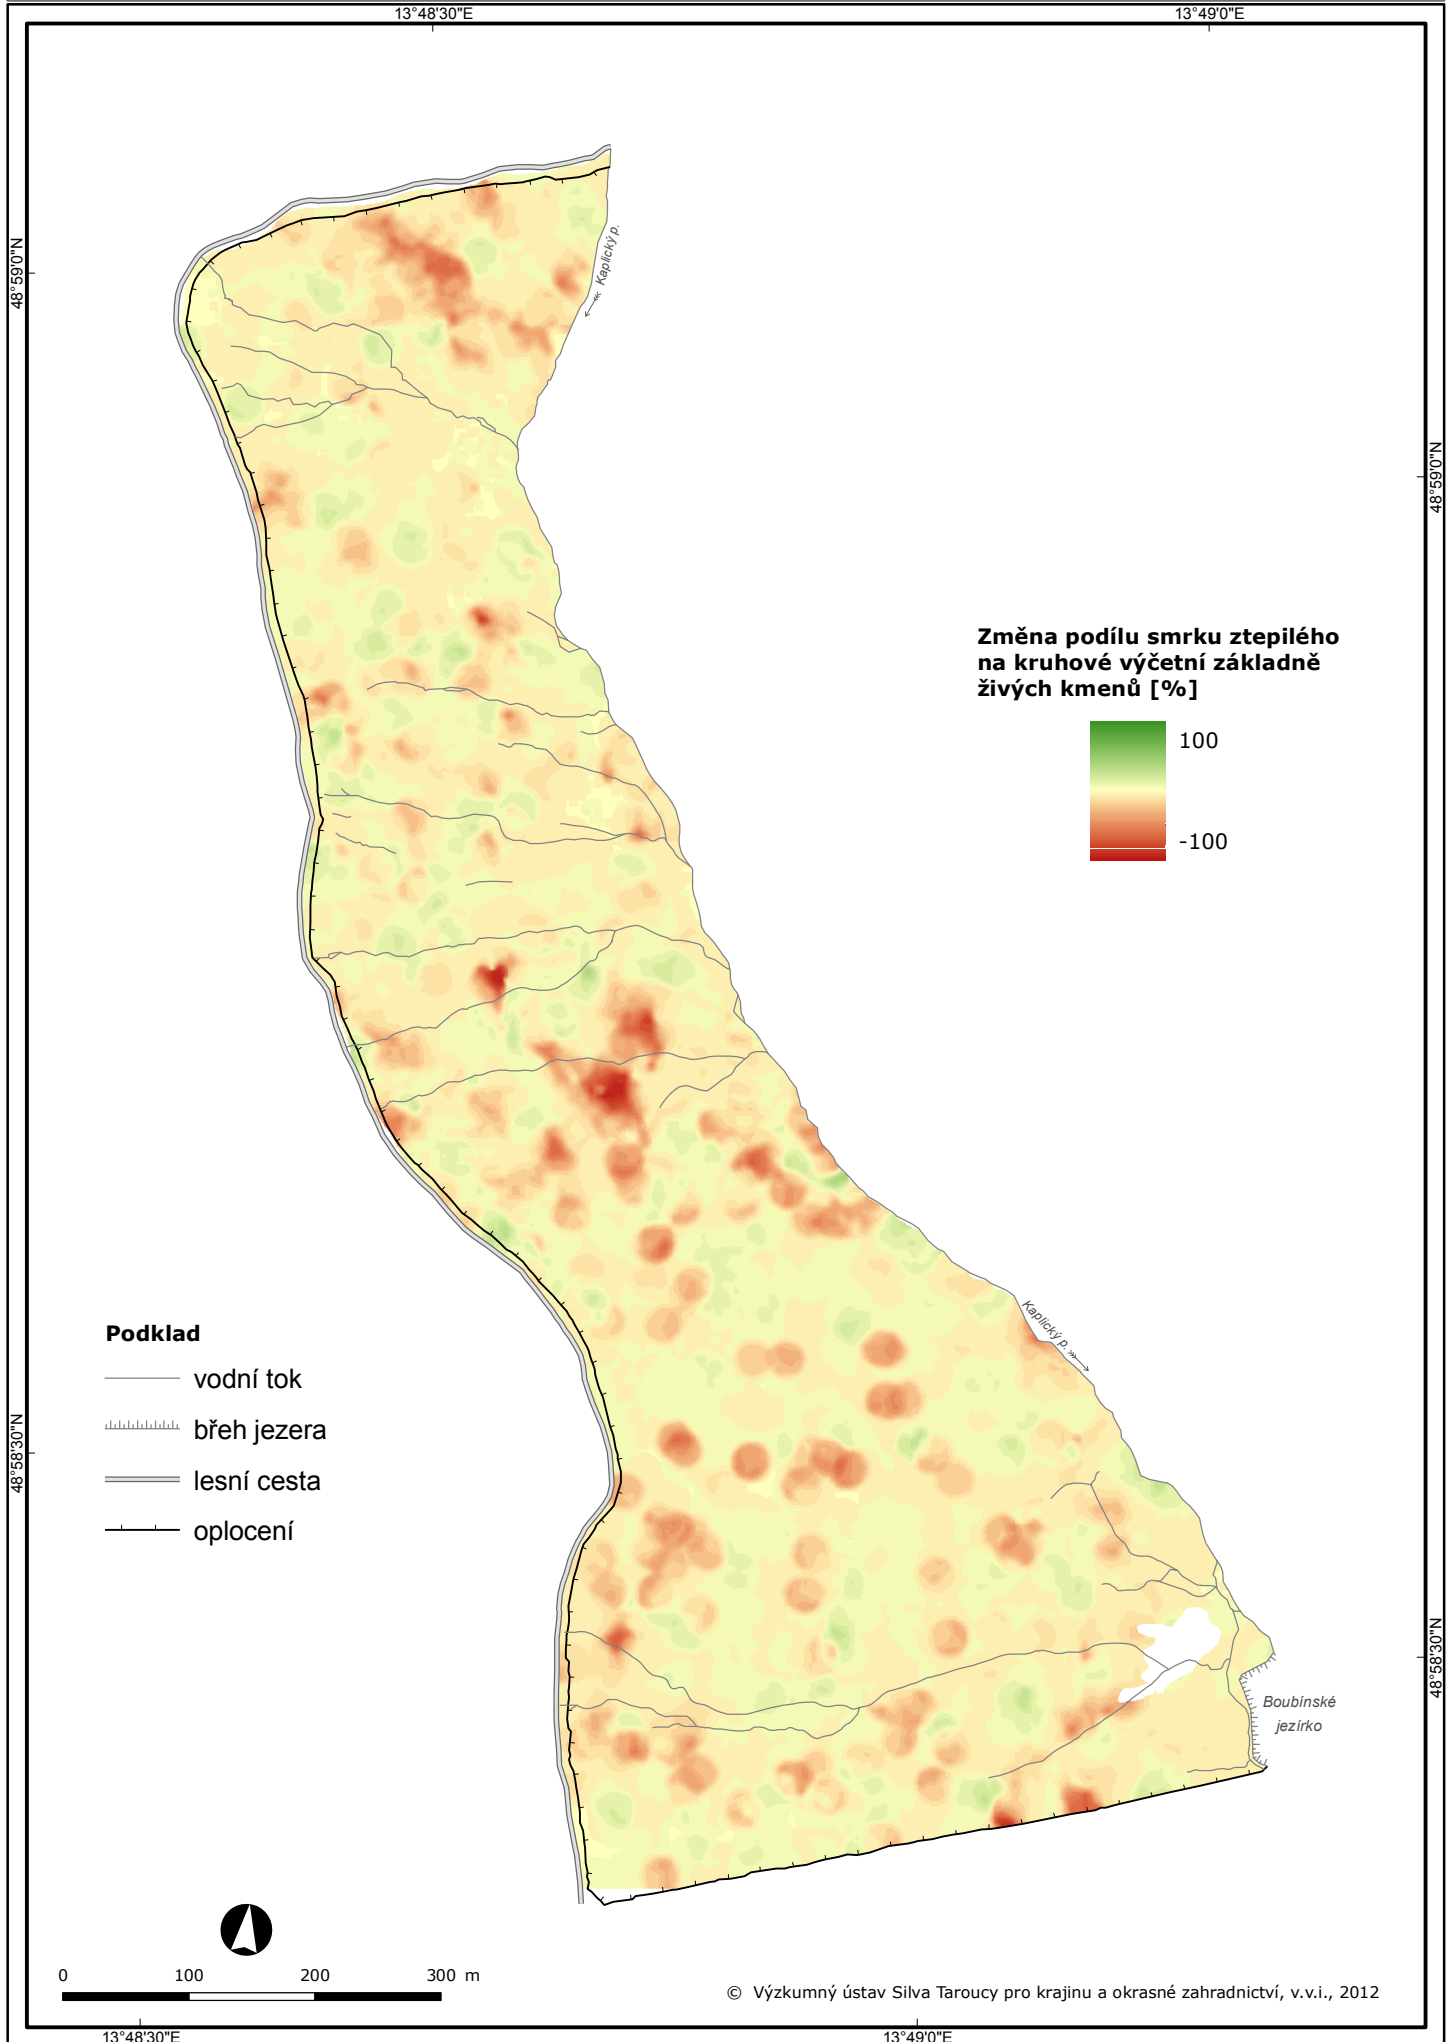 13°48'30"E
13°49'0"E
48°59'0"N
48°59'0"N
Kaplický p.
Změna podílu smrku ztepilého
na kruhové výčetní základně
živých kmenů [%]
100
-100
Kaplický p.
Podklad
vodní tok
břeh jezera
lesní cesta
oplocení
48°58'30"N
48°58'30"N
Boubínské
jezírko
0 100 200 300 m
© Výzkumný ústav Silva Taroucy pro krajinu a okrasné zahradnictví, v.v.i., 2012
13°48'30"E
13°49'0"E